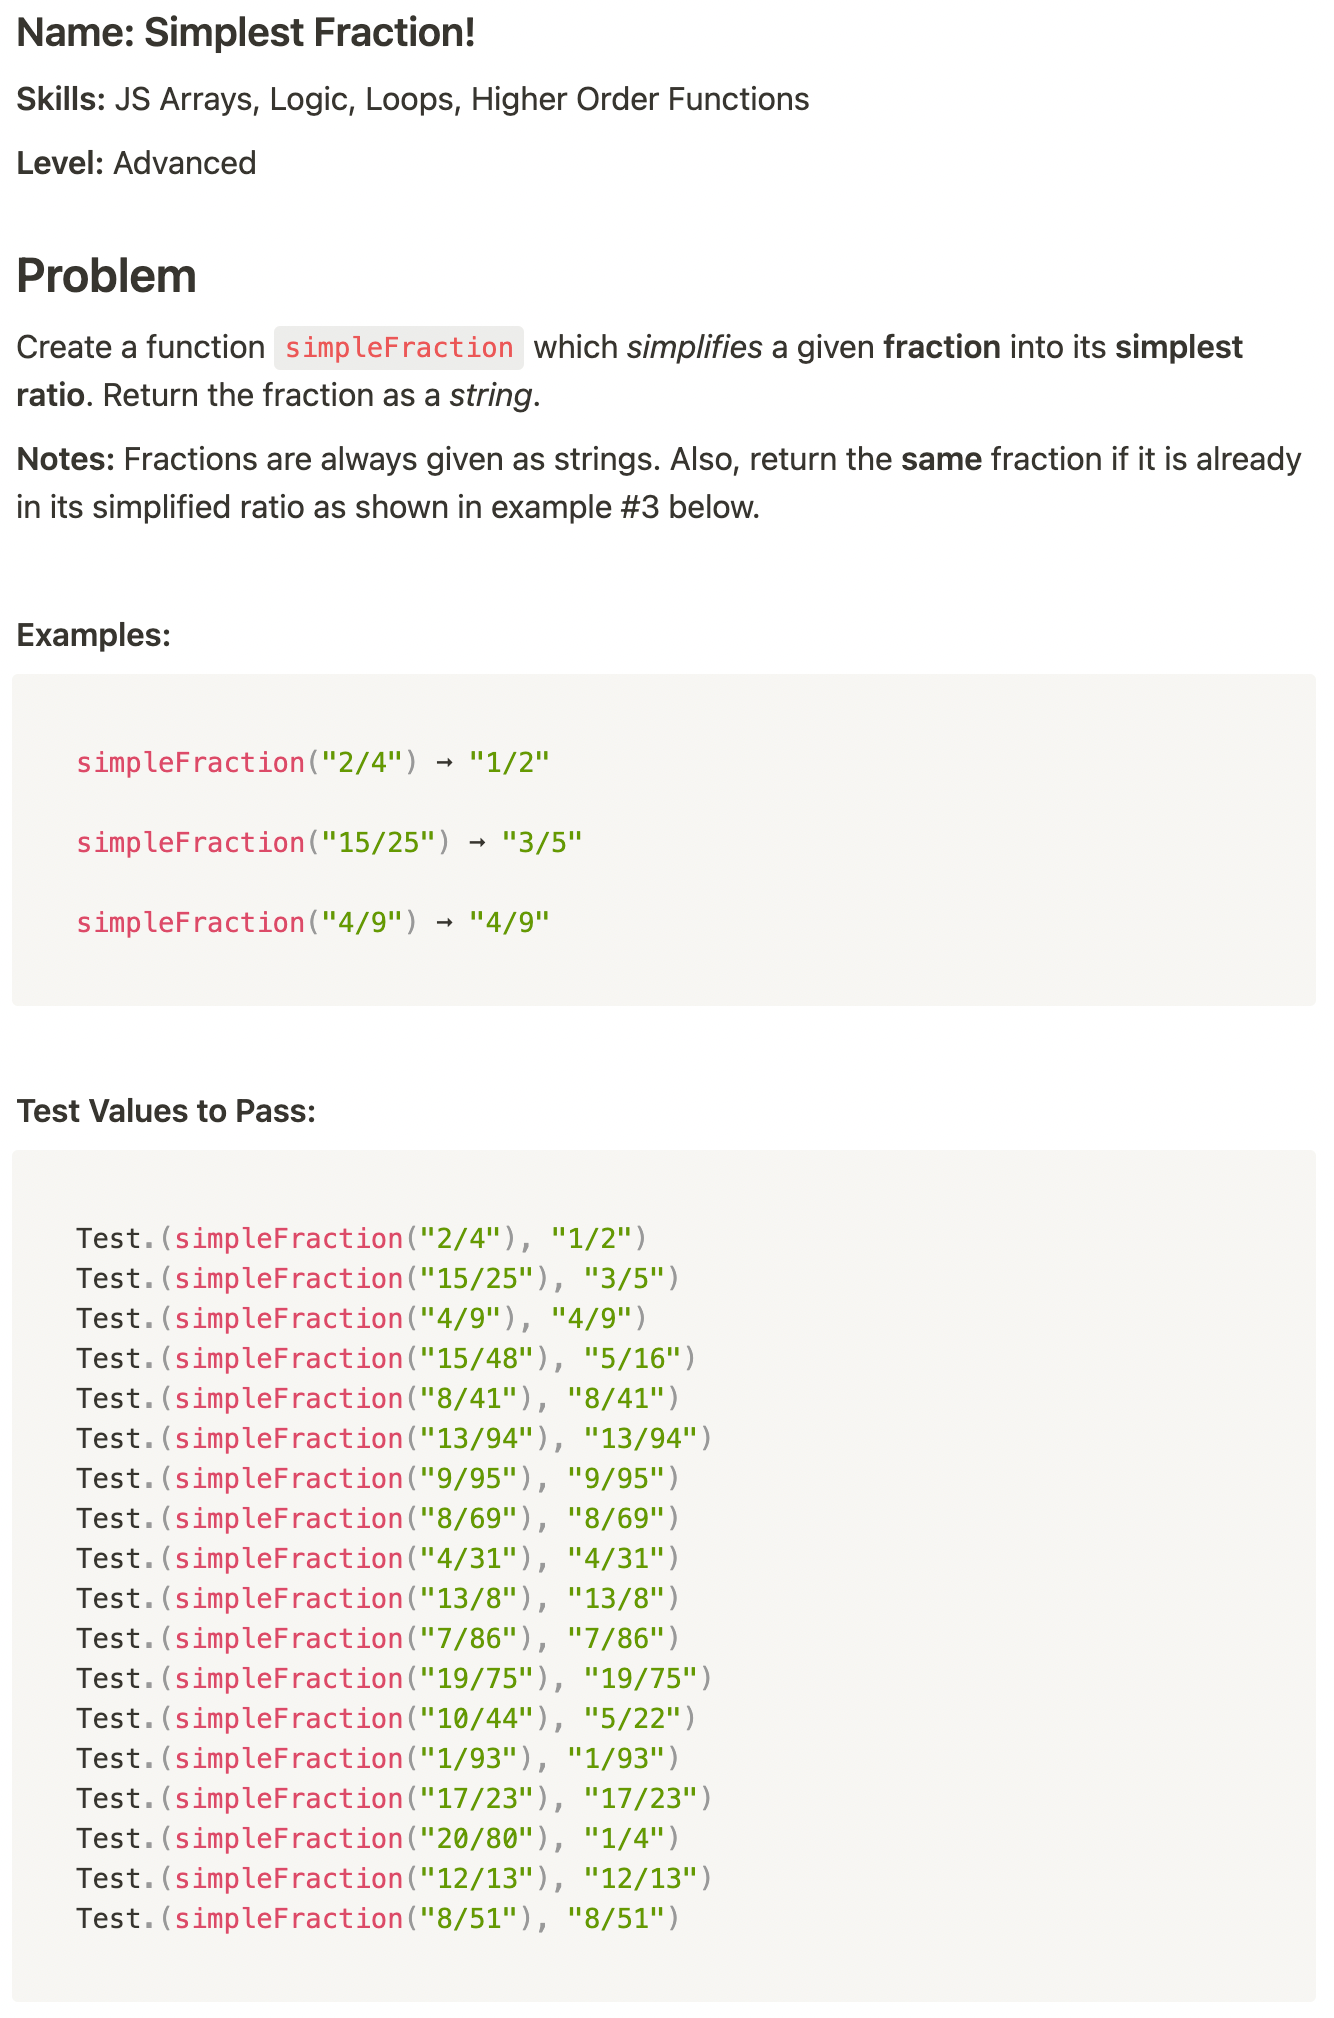 Name: Simplest Fraction!
Skills: JS Arrays, Logic, Loops, Higher Order Functions
Level: Advanced
Problem
Create a function simpleFraction which simplifies a given fraction into its simplest
ratio. Return the fraction as a string.
Notes: Fractions are always given as strings. Also, return the same fraction if it is already
in its simplified ratio as shown in example #3 below.
Examples:
simpleFraction("2/4") → "1/2"
simpleFraction("15/25") → "3/5"
simpleFraction("4/9") → "4/9"
Test Values to Pass:
Test.(simpleFraction("2/4"), "1/2")
Test.(simpleFraction("15/25"), "3/5")
Test.(simpleFraction("4/9"), "4/9")
Test.(simpleFraction("15/48"), "5/16")
Test.(simpleFraction("8/41"), "8/41")
Test.(simpleFraction("13/94"), "13/94")
Test.(simpleFraction("9/95"), "9/95")
Test.(simpleFraction("8/69"), "8/69")
Test.(simpleFraction("4/31"), "4/31")
Test.(simpleFraction("13/8"), "13/8")
Test.(simpleFraction("7/86"), "7/86")
Test.(simpleFraction("19/75"), "19/75")
Test.(simpleFraction("10/44"), "5/22")
Test.(simpleFraction("1/93"), "1/93")
Test.(simpleFraction("17/23"), "17/23")
Test.(simpleFraction("20/80"), "1/4")
Test.(simpleFraction("12/13"), "12/13")
Test.(simpleFraction("8/51"), "8/51")